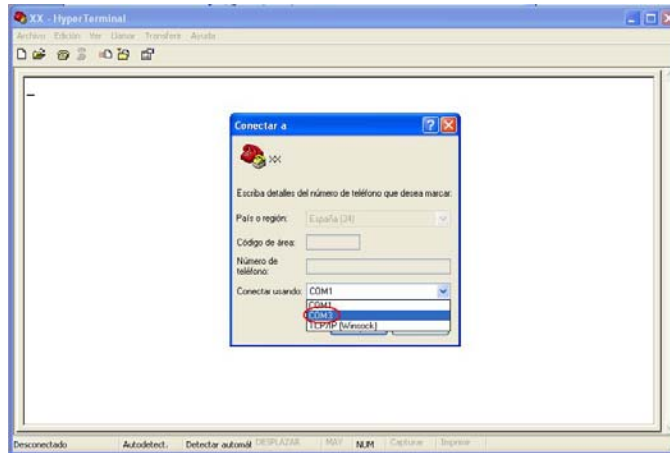 XX - HyperTerminal
Archivo Edición Ver Llamar Transferir Ayuda
Conectar a
XX
Escriba detalles del número de teléfono que desea marcar:
País o región: España (34)
Código de área:
Número de
teléfono:
Conectar usando: COM1
COM1
COM3
TCP/IP (Winsock)
Desconectado Autodetect. Detectar automát DESPLAZAR MAY NUM Capturar Imprimir